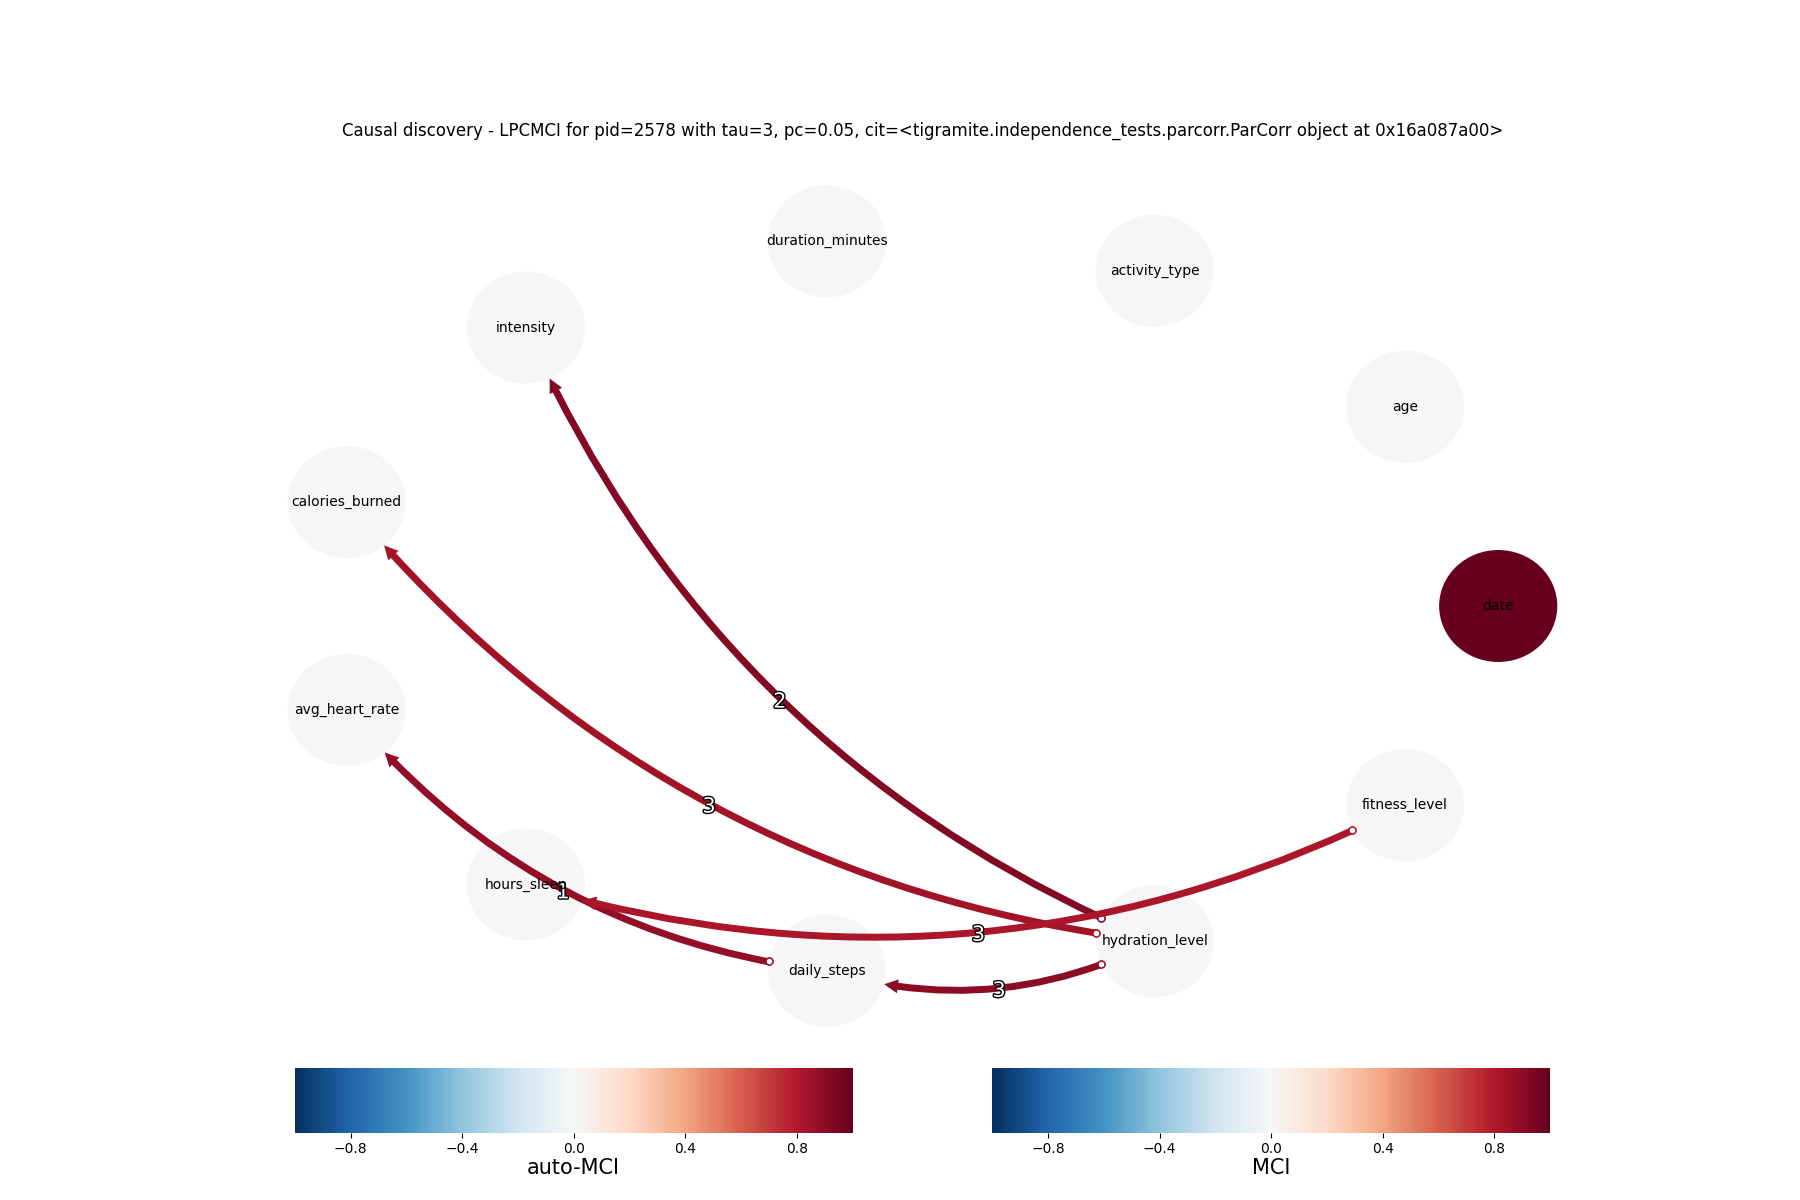 Causal discovery - LPCMCI for pid=2578 with tau=3, pc=0.05, cit=<tigramite.independence_tests.parcorr.ParCorr object at 0x16a087a00>
duration_minutes
activity_type
intensity
age
calories_burned
date
2
avg_heart_rate
3
fitness_level
hours_sleep
1
3
hydration_level
daily_steps
3
−0.8 −0.4 0.0 0.4 0.8
auto-MCI
−0.8 −0.4 0.0 0.4 0.8
MCI